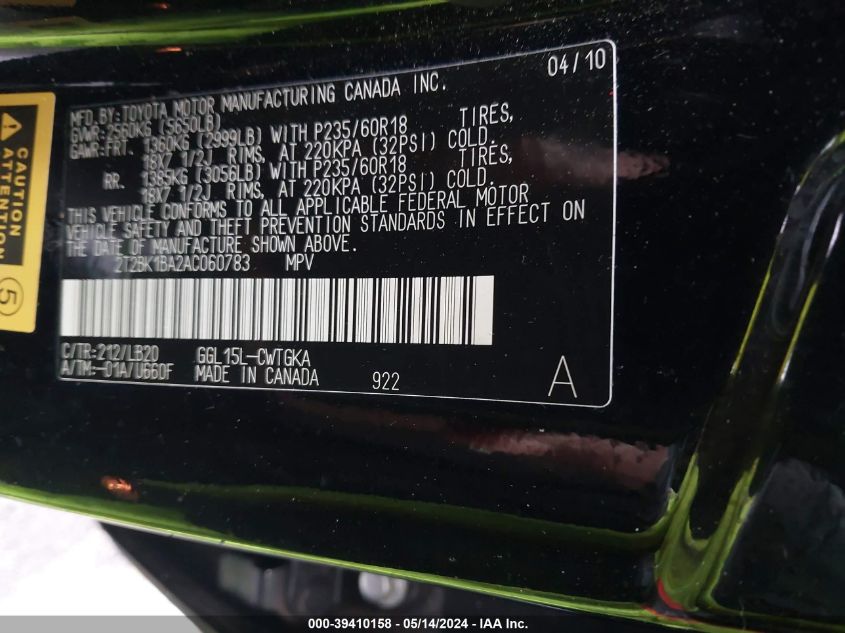 04/10
MFD. BY: TOYOTA MOTOR MANUFACTURING CANADA INC.
GVWR: 2560KG (5650LB)
GAWR: FRT. 1360KG (2999LB) WITH P235/60R18 TIRES,
18X7 1/2J RIMS, AT 220KPA (32PSI) COLD.
RR. 1385KG (3056LB) WITH P235/60R18 TIRES,
18X7 1/2J RIMS, AT 220KPA (32PSI) COLD.
THIS VEHICLE CONFORMS TO ALL APPLICABLE FEDERAL MOTOR
VEHICLE SAFETY AND THEFT PREVENTION STANDARDS IN EFFECT ON
THE DATE OF MANUFACTURE SHOWN ABOVE.
2T2BK1BA2AC060783 MPV
C/TR: 212/LB20 GGL15L-CWTGKA
A/TM: -01A/U660F MADE IN CANADA 922 A
CAUTION
ATTENTION
5
000-39410158 - 05/14/2024 - IAA Inc.